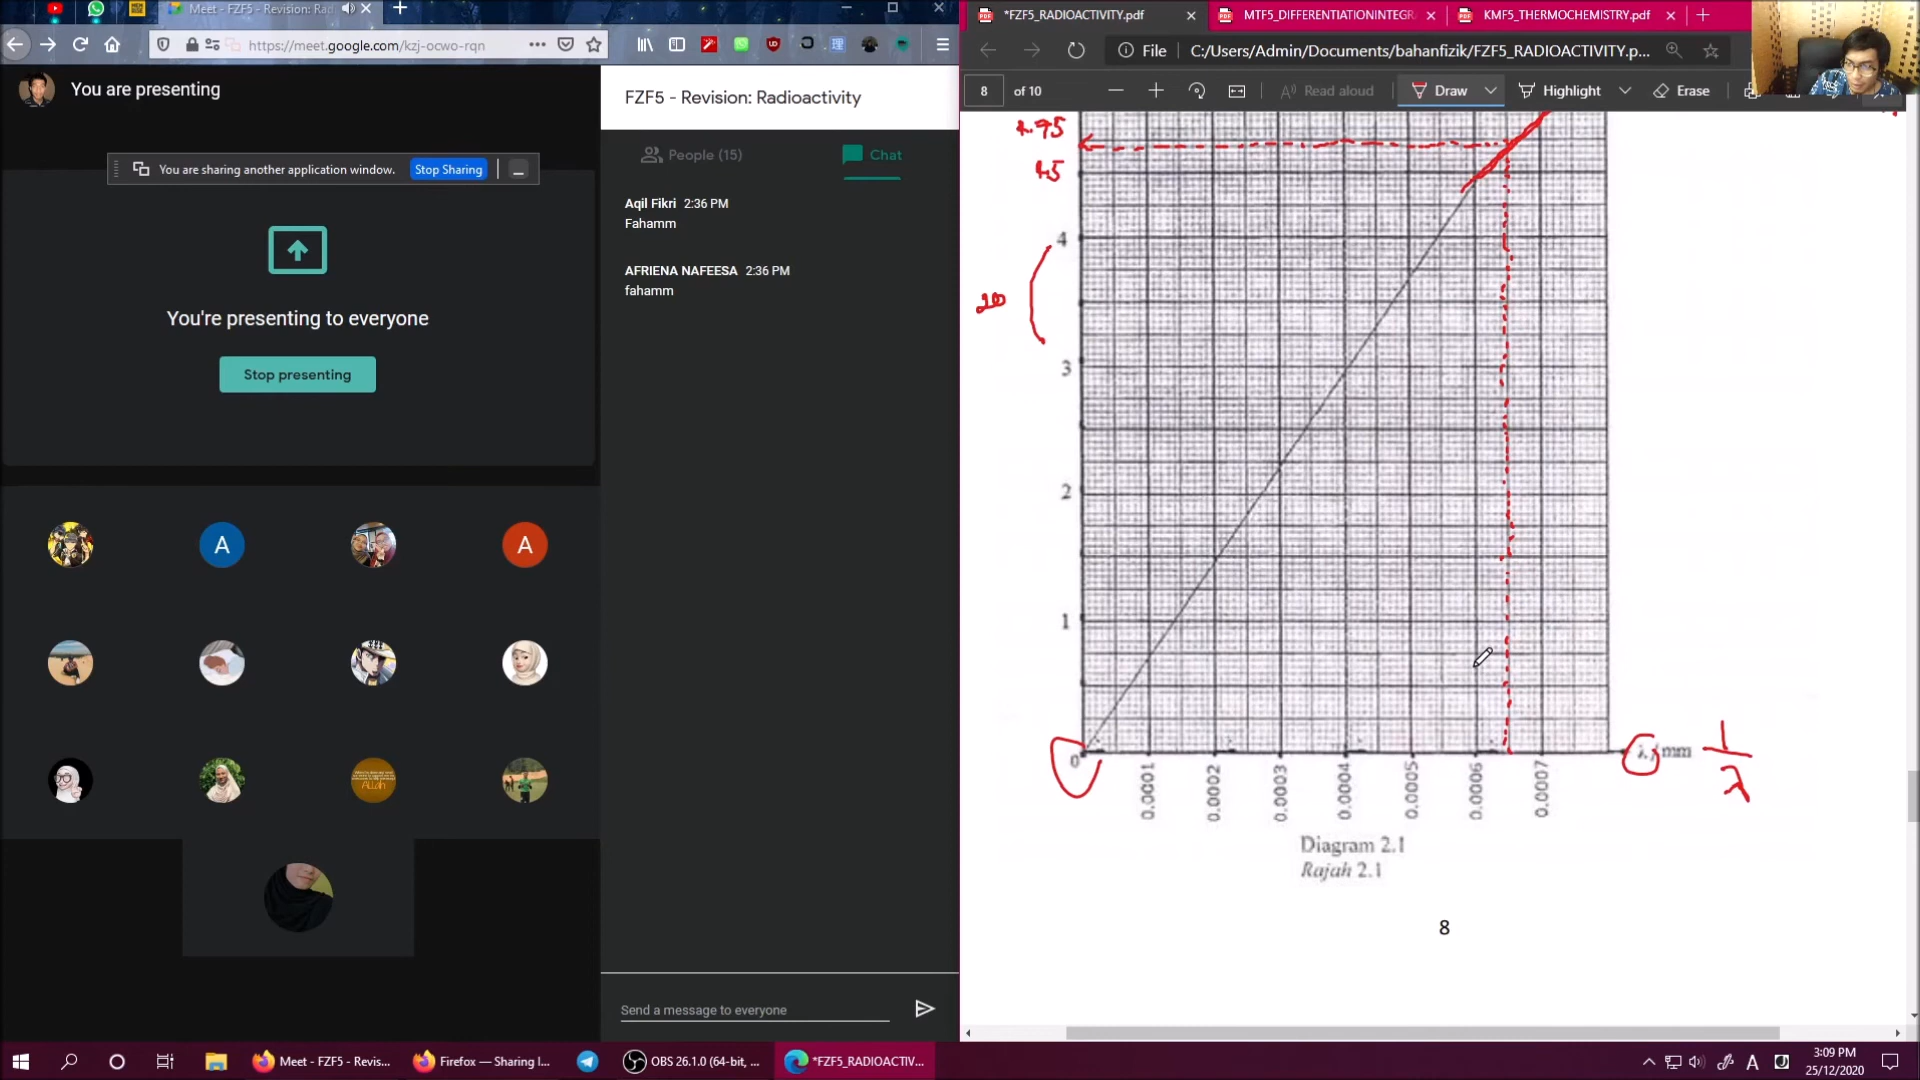 Meet - FZF5 - Revision: Rad
https://meet.google.com/kzj-ocwo-rqn
You are presenting
You are sharing another application window.
Stop Sharing
You're presenting to everyone
Stop presenting
A
A
FZF5 - Revision: Radioactivity
People (15)
Chat
Aqil Fikri 2:36 PM
Fahamm
AFRIENA NAFEESA 2:36 PM
fahamm
Send a message to everyone
*FZF5_RADIOACTIVITY.pdf
MTF5_DIFFERENTIATIONINTEGR
KMF5_THERMOCHEMISTRY.pdf
File
C:/Users/Admin/Documents/bahanfizik/FZF5_RADIOACTIVITY.p...
8 of 10
Read aloud
Draw
Highlight
Erase
4.5
4
20
3
2
1
0
0.0001
0.0002
0.0003
0.0004
0.0005
0.0006
0.0007
λ / mm
1
λ
Diagram 2.1
Rajah 2.1
8
Meet - FZF5 - Revis...
Firefox — Sharing I...
OBS 26.1.0 (64-bit, ...
*FZF5_RADIOACTIV...
A
3:09 PM
25/12/2020